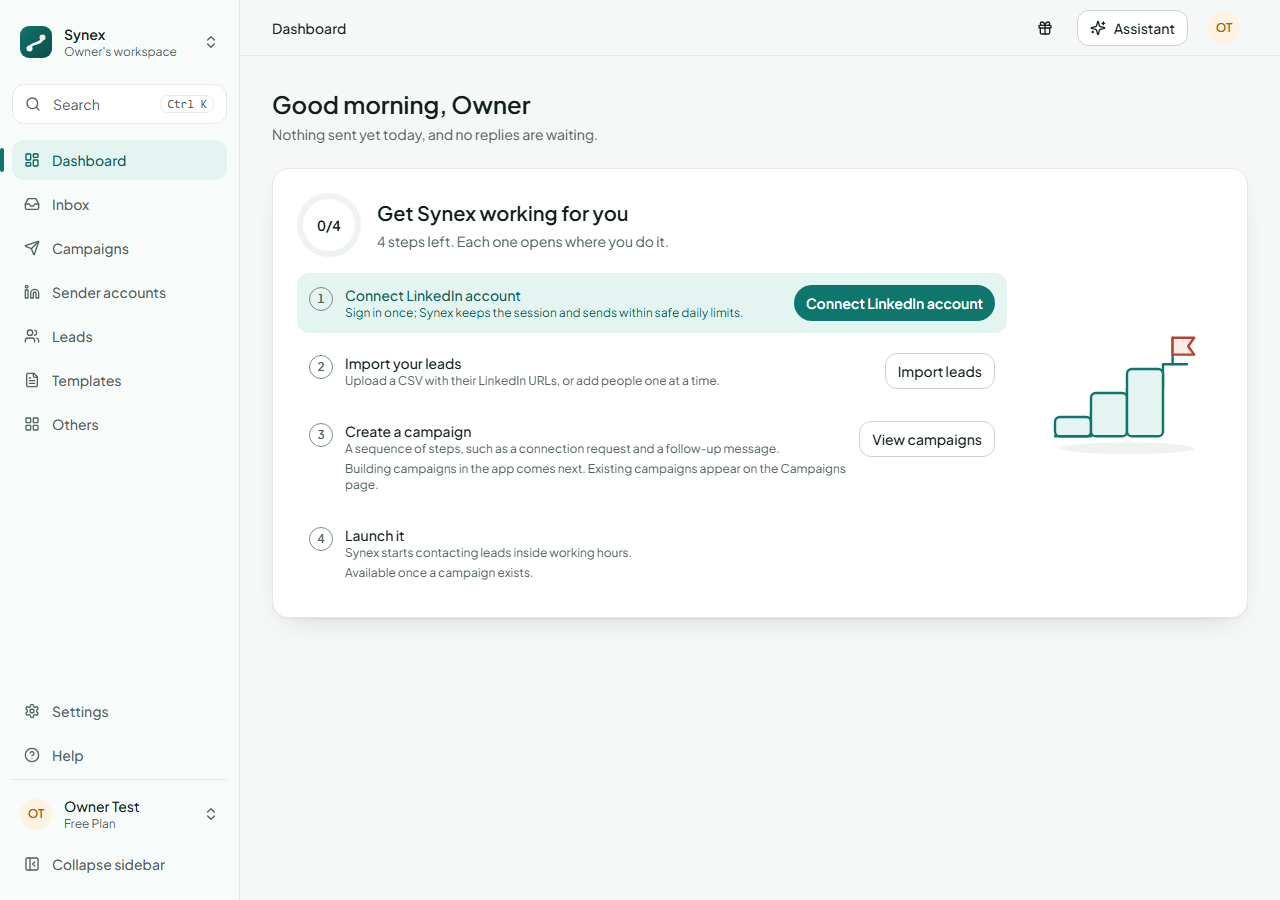 Synex
Owner's workspace
Search
Ctrl K
Dashboard
Inbox
Campaigns
Sender accounts
Leads
Templates
Others
Settings
Help
OT
Owner Test
Free Plan
Collapse sidebar
Dashboard
Assistant
OT
Good morning, Owner
Nothing sent yet today, and no replies are waiting.
0/4
Get Synex working for you
4 steps left. Each one opens where you do it.
1
Connect LinkedIn account
Sign in once; Synex keeps the session and sends within safe daily limits.
Connect LinkedIn account
2
Import your leads
Upload a CSV with their LinkedIn URLs, or add people one at a time.
Import leads
3
Create a campaign
A sequence of steps, such as a connection request and a follow-up message.
Building campaigns in the app comes next. Existing campaigns appear on the Campaigns
page.
View campaigns
4
Launch it
Synex starts contacting leads inside working hours.
Available once a campaign exists.